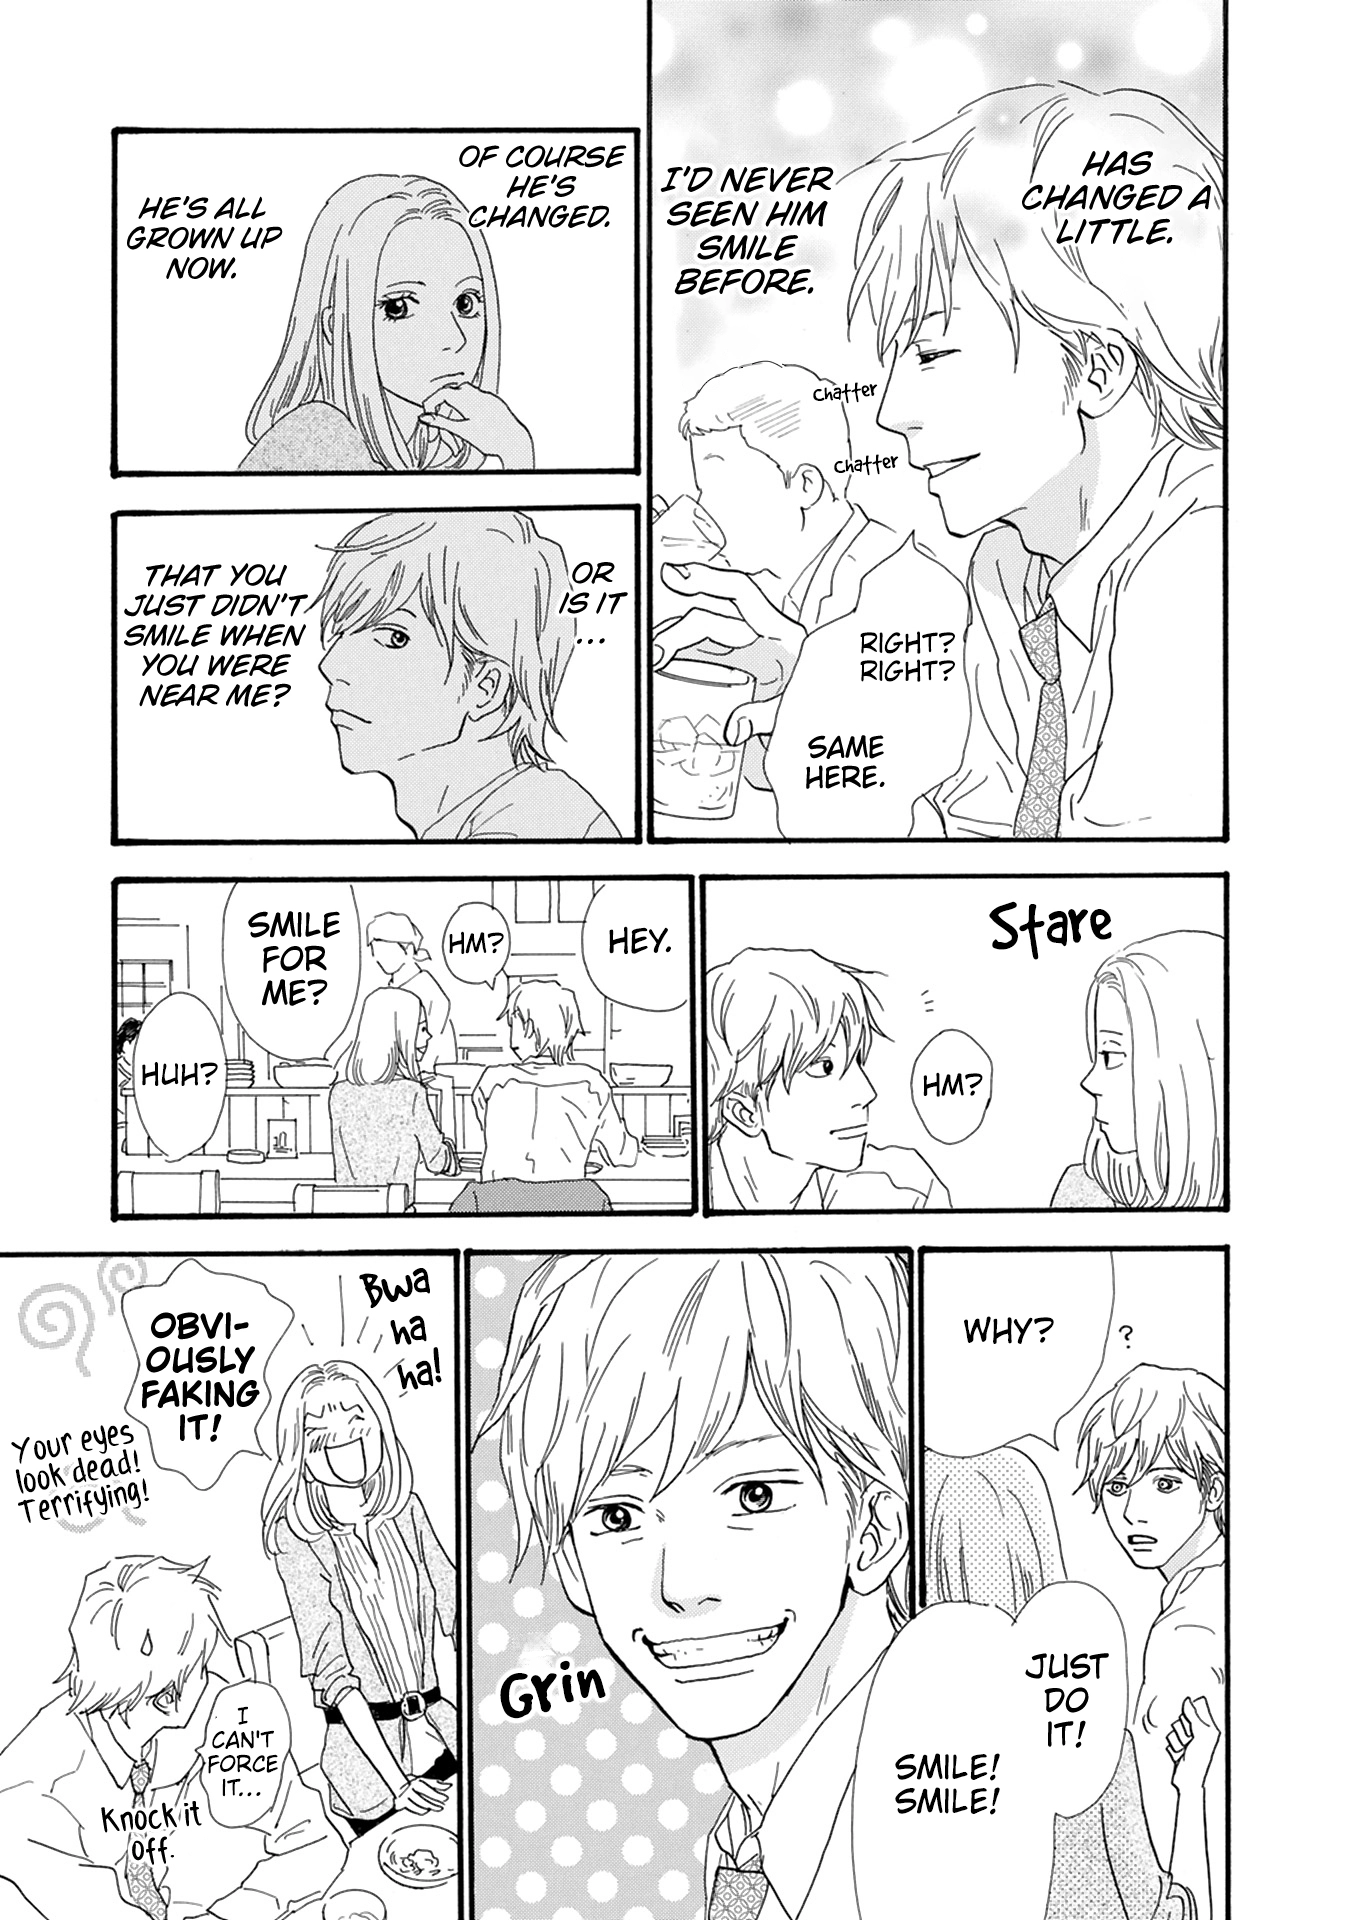 HAS
CHANGED A
LITTLE.
I'D NEVER
SEEN HIM
SMILE
BEFORE.
Chatter
Chatter
RIGHT?
RIGHT?
SAME
HERE.
OF COURSE
HE'S
CHANGED.
HE'S ALL
GROWN UP
NOW.
OR
IS IT
...
THAT YOU
JUST DIDN'T
SMILE WHEN
YOU WERE
NEAR ME?
Stare
HM?
HEY.
HM?
SMILE
FOR
ME?
HUH?
WHY?
?
JUST
DO
IT!
SMILE!
SMILE!
Grin
Bwa
ha
ha!
OBVI-
OUSLY
FAKING
IT!
Your eyes
look dead!
Terrifying!
I
CAN'T
FORCE
IT...
Knock it
off.